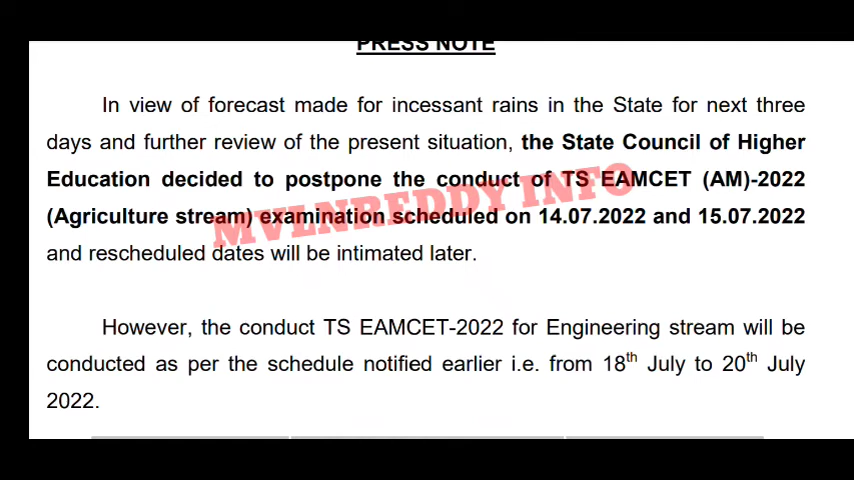 PRESS NOTE
In view of forecast made for incessant rains in the State for next three
days and further review of the present situation, the State Council of Higher
Education decided to postpone the conduct of TS EAMCET (AM)-2022
(Agriculture stream) examination scheduled on 14.07.2022 and 15.07.2022
MVLNREDDY INFO
and rescheduled dates will be intimated later.
However, the conduct TS EAMCET-2022 for Engineering stream will be
conducted as per the schedule notified earlier i.e. from 18th July to 20th July
2022.